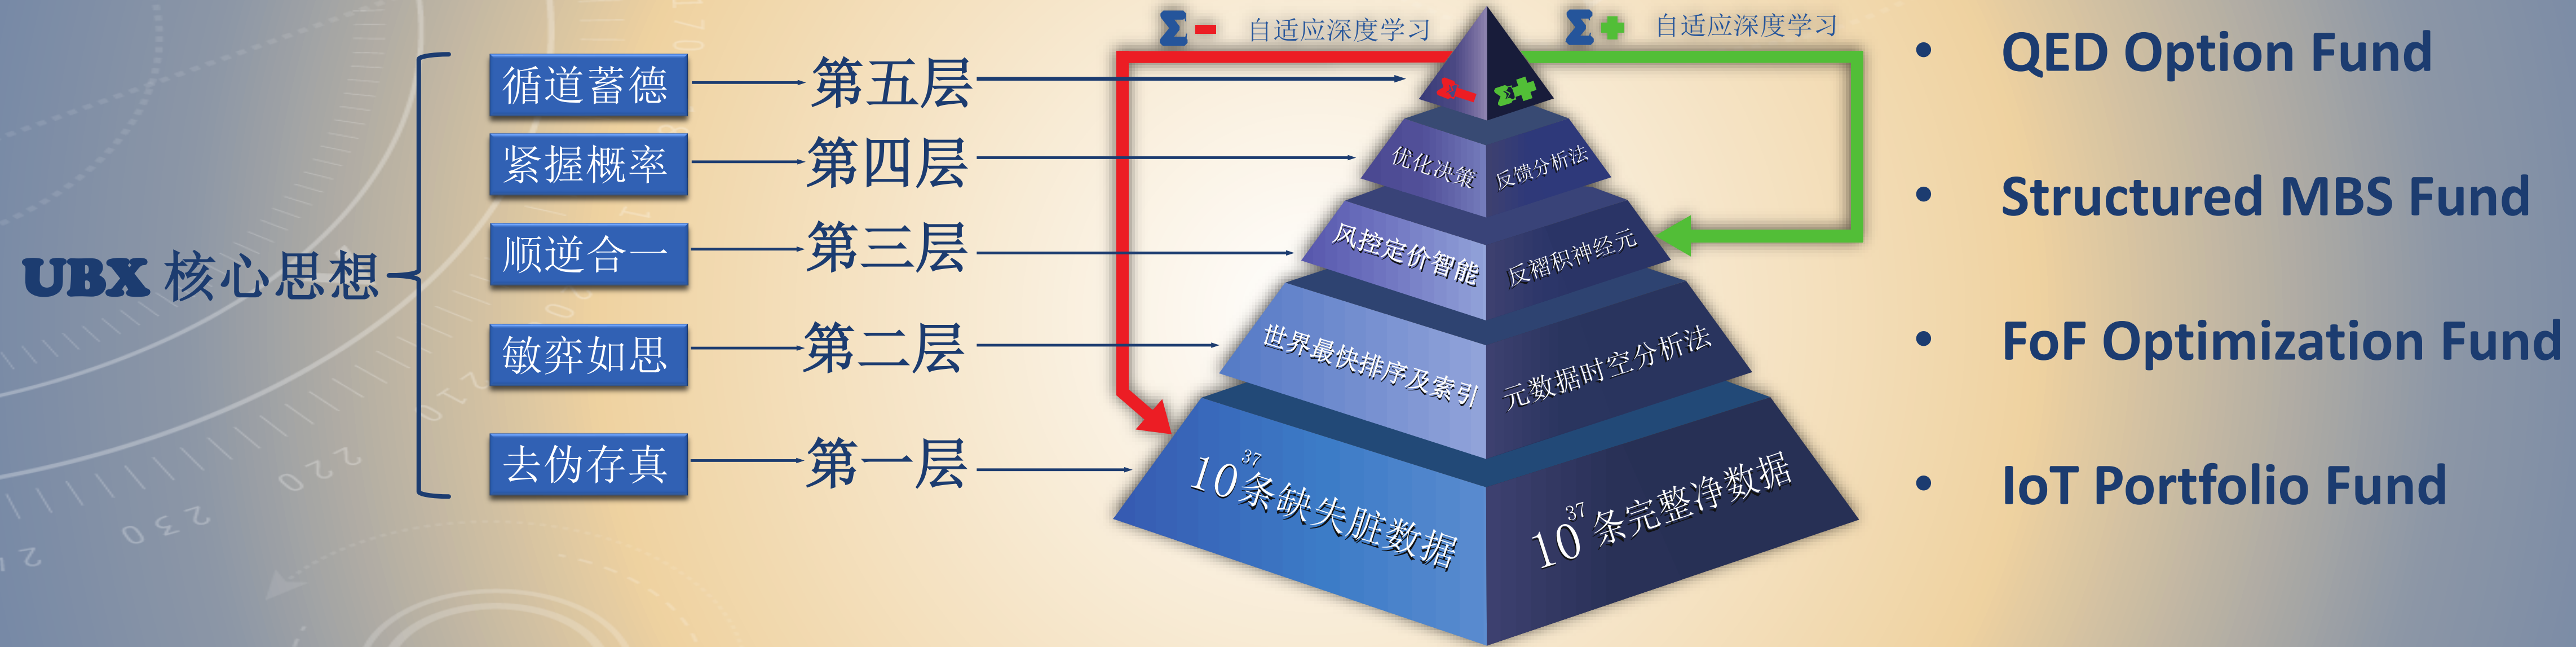 UBX 核心思想
循道蓄德
紧握概率
顺逆合一
敏弈如思
去伪存真
第五层
第四层
第三层
第二层
第一层
Σ- 自适应深度学习
Σ+ 自适应深度学习
Σ- Σ+
优化决策
反馈分析法
风控定价智能
反褶积神经元
世界最快排序及索引
元数据时空分析法
10³⁷条缺失脏数据
10³⁷条完整净数据
• QED Option Fund
• Structured MBS Fund
• FoF Optimization Fund
• IoT Portfolio Fund
170
210
220
230